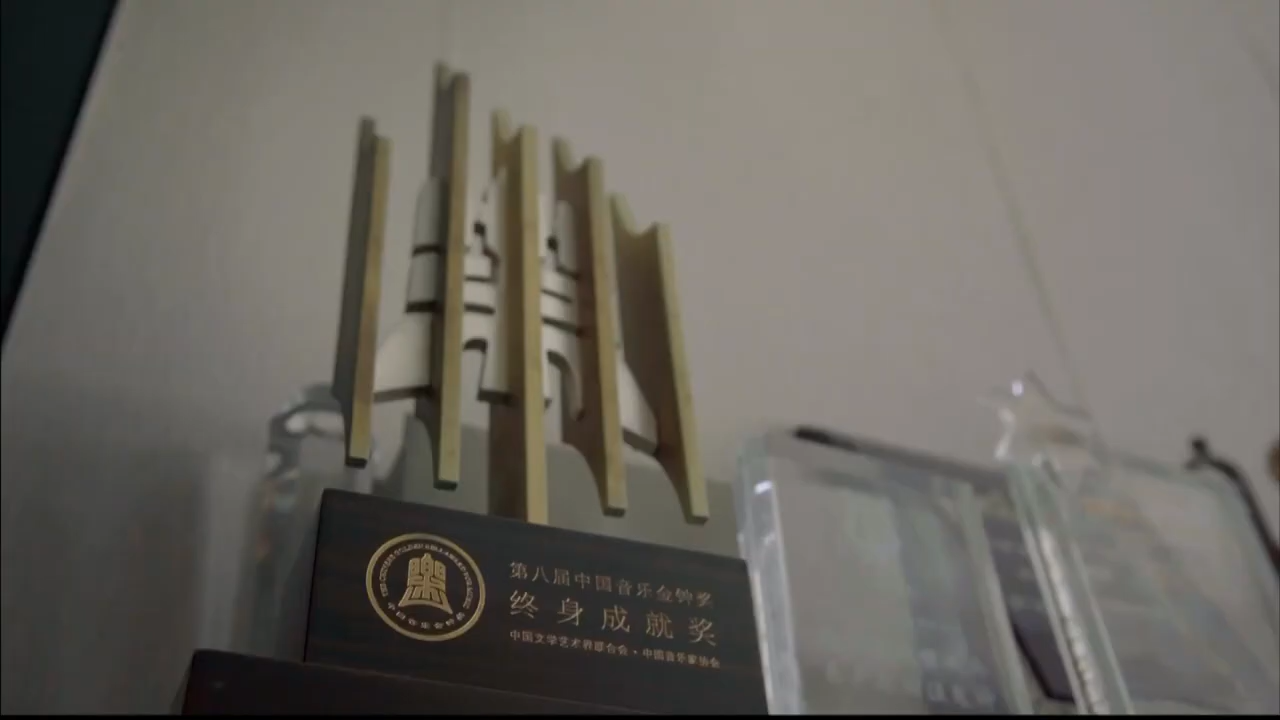 第八届中国音乐金钟奖
终身成就奖
中国文学艺术界联合会·中国音乐家协会